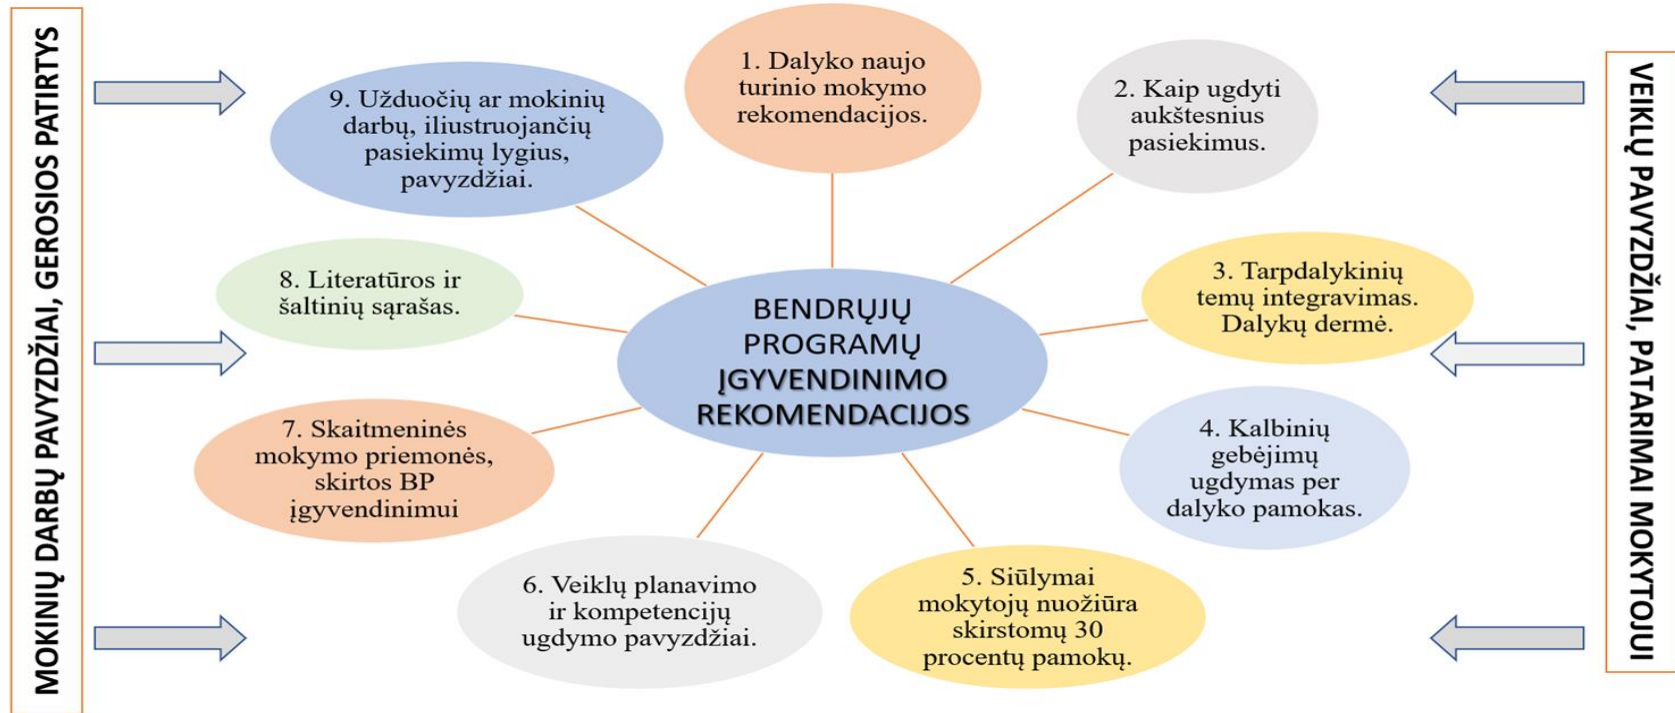 MOKINIŲ DARBŲ PAVYZDŽIAI, GEROSIOS PATIRTYS
1. Dalyko naujo
turinio mokymo
rekomendacijos.
2. Kaip ugdyti
aukštesnius
pasiekimus.
3. Tarpdalykinių
temų integravimas.
Dalykų dermė.
4. Kalbinių
gebėjimų
ugdymas per
dalyko pamokas.
5. Siūlymai
mokytojų nuožiūra
skirstomų 30
procentų pamokų.
6. Veiklų planavimo
ir kompetencijų
ugdymo pavyzdžiai.
7. Skaitmeninės
mokymo priemonės,
skirtos BP
įgyvendinimui
8. Literatūros ir
šaltinių sąrašas.
9. Užduočių ar mokinių
darbų, iliustruojančių
pasiekimų lygius,
pavyzdžiai.
BENDRŲJŲ
PROGRAMŲ
ĮGYVENDINIMO
REKOMENDACIJOS
VEIKLŲ PAVYZDŽIAI, PATARIMAI MOKYTOJUI